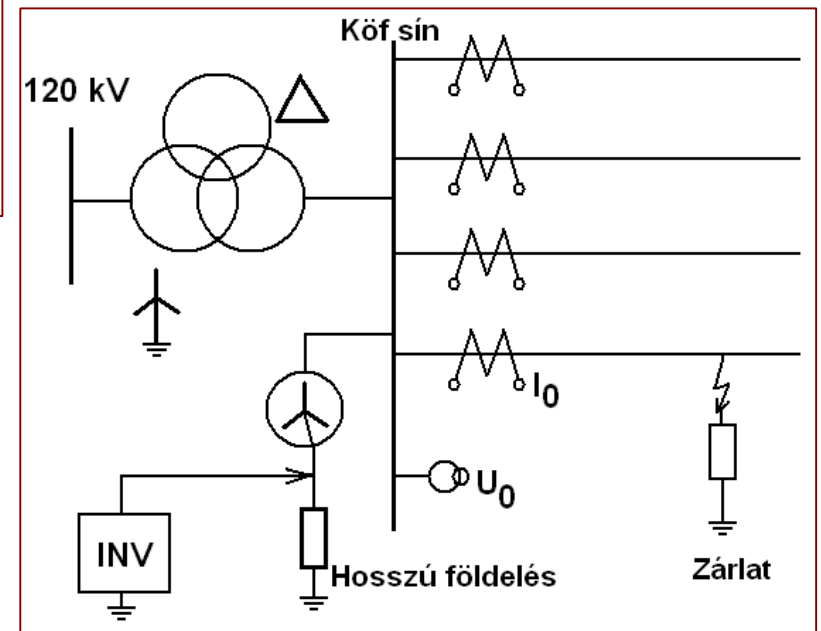 Köf sín
120 kV
I0
U0
INV
Hosszú földelés
Zárlat